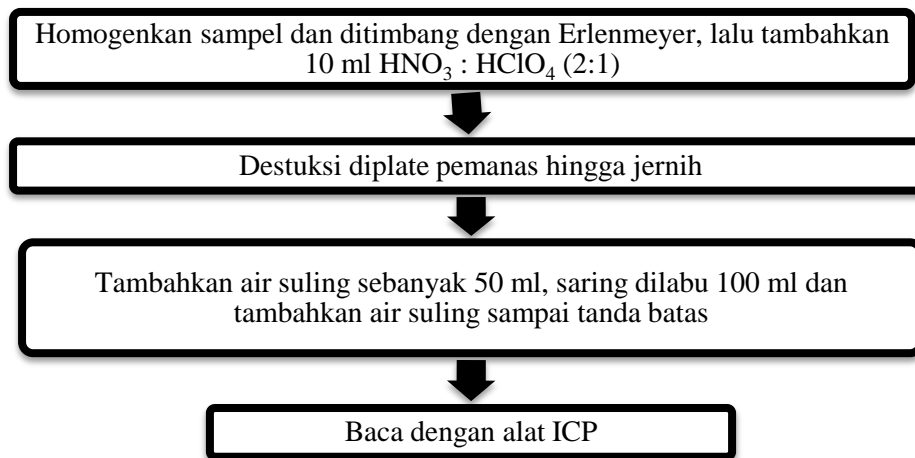 Homogenkan sampel dan ditimbang dengan Erlenmeyer, lalu tambahkan
10 ml HNO₃ : HClO₄ (2:1)
Destuksi diplate pemanas hingga jernih
Tambahkan air suling sebanyak 50 ml, saring dilabu 100 ml dan
tambahkan air suling sampai tanda batas
Baca dengan alat ICP